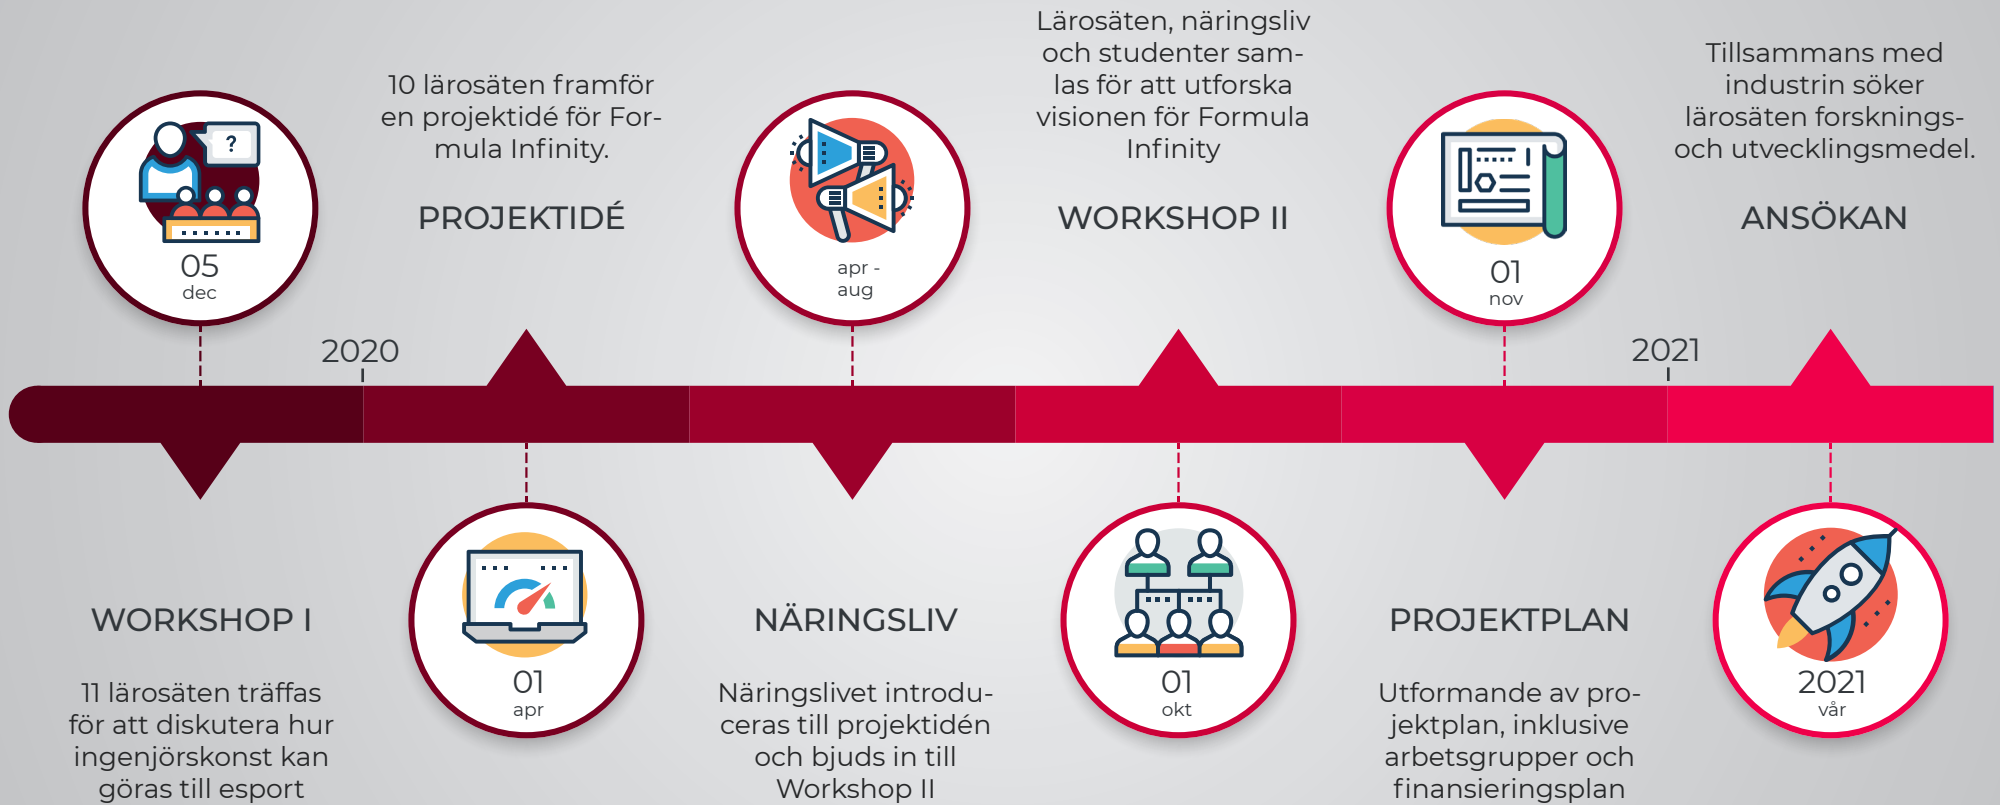 ?
05
dec
WORKSHOP I
11 lärosäten träffas
för att diskutera hur
ingenjörskonst kan
göras till esport
2020
10 lärosäten framför
en projektidé för For-
mula Infinity.
PROJEKTIDÉ
01
apr
apr -
aug
NÄRINGSLIV
Näringslivet introdu-
ceras till projektidén
och bjuds in till
Workshop II
Lärosäten, näringsliv
och studenter sam-
las för att utforska
visionen för Formula
Infinity
WORKSHOP II
01
okt
01
nov
PROJEKTPLAN
Utformande av pro-
jektplan, inklusive
arbetsgrupper och
finansieringsplan
2021
Tillsammans med
industrin söker
lärosäten forsknings-
och utvecklingsmedel.
ANSÖKAN
2021
vår